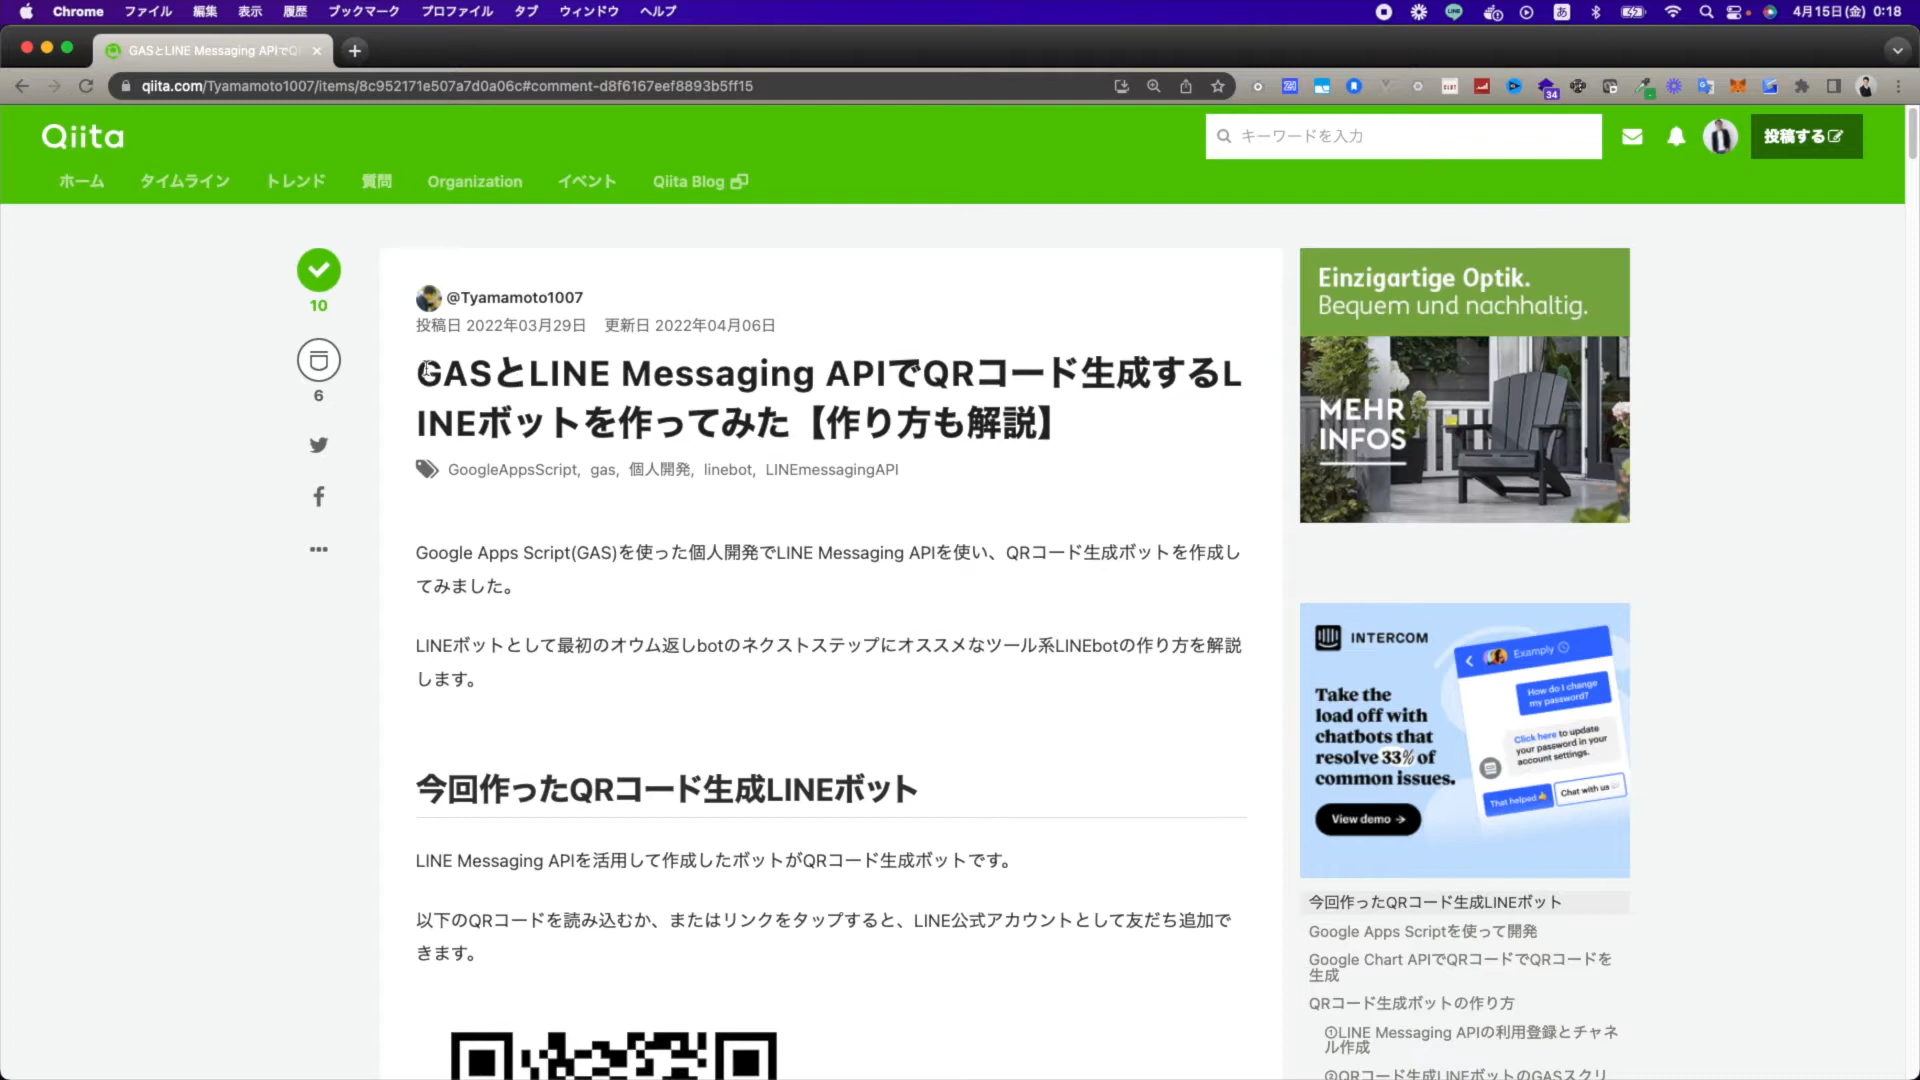 Chrome ファイル 編集 表示 履歴 ブックマーク プロファイル タブ ウィンドウ ヘルプ
4月15日(金) 0:18
GASとLINE Messaging APIでQ
qiita.com/Tyamamoto1007/items/8c952171e507a7d0a06c#comment-d8f6167eef8893b5ff15
34
Qiita
キーワードを入力
投稿する
ホーム タイムライン トレンド 質問 Organization イベント Qiita Blog
10
6
@Tyamamoto1007
投稿日 2022年03月29日 更新日 2022年04月06日
GASとLINE Messaging APIでQRコード生成するL
INEボットを作ってみた【作り方も解説】
GoogleAppsScript, gas, 個人開発, linebot, LINEmessagingAPI
Google Apps Script(GAS)を使った個人開発でLINE Messaging APIを使い、QRコード生成ボットを作成し
てみました。
LINEボットとして最初のオウム返しbotのネクストステップにオススメなツール系LINEbotの作り方を解説
します。
今回作ったQRコード生成LINEボット
LINE Messaging APIを活用して作成したボットがQRコード生成ボットです。
以下のQRコードを読み込むか、またはリンクをタップすると、LINE公式アカウントとして友だち追加で
きます。
Einzigartige Optik.
Bequem und nachhaltig.
MEHR
INFOS
INTERCOM
Take the
load off with
chatbots that
resolve 33% of
common issues.
View demo →
Examply
How do I change
my password?
Click here to update
your password in your
account settings.
That helped 👍
Chat with us
今回作ったQRコード生成LINEボット
Google Apps Scriptを使って開発
Google Chart APIでQRコードでQRコードを
生成
QRコード生成ボットの作り方
①LINE Messaging APIの利用登録とチャネ
ル作成
②QRコード生成LINEボットのGASスクリ